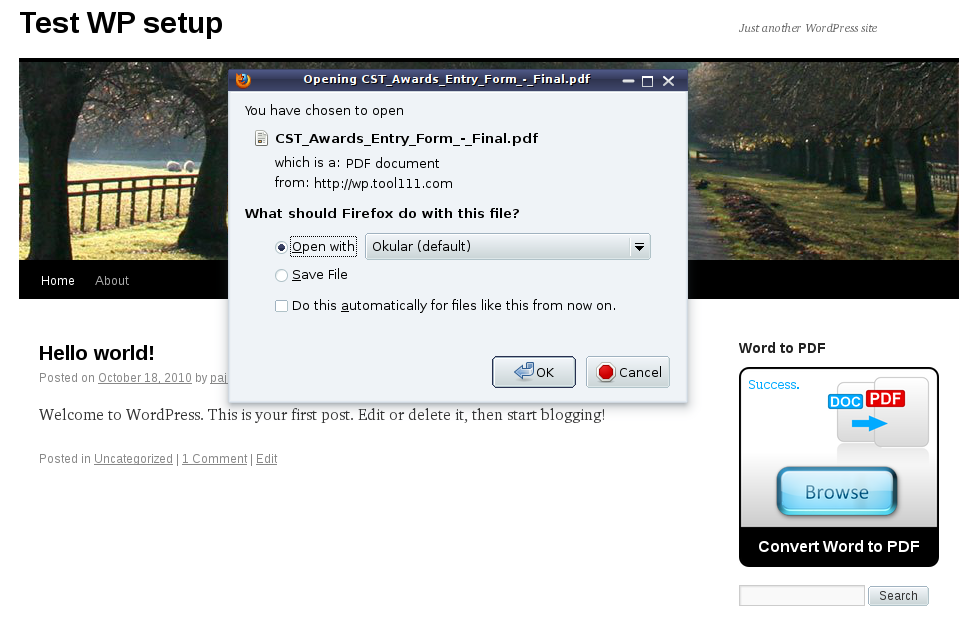 Test WP setup
Just another WordPress site
Opening CST_Awards_Entry_Form_-_Final.pdf
You have chosen to open
CST_Awards_Entry_Form_-_Final.pdf
which is a: PDF document
from: http://wp.tool111.com
What should Firefox do with this file?
Open with Okular (default)
Save File
Do this automatically for files like this from now on.
OK Cancel
Home About
Hello world!
Posted on October 18, 2010 by
Welcome to WordPress. This is your first post. Edit or delete it, then start blogging!
Posted in Uncategorized | 1 Comment | Edit
Word to PDF
Success.
DOC PDF
Browse
Convert Word to PDF
Search